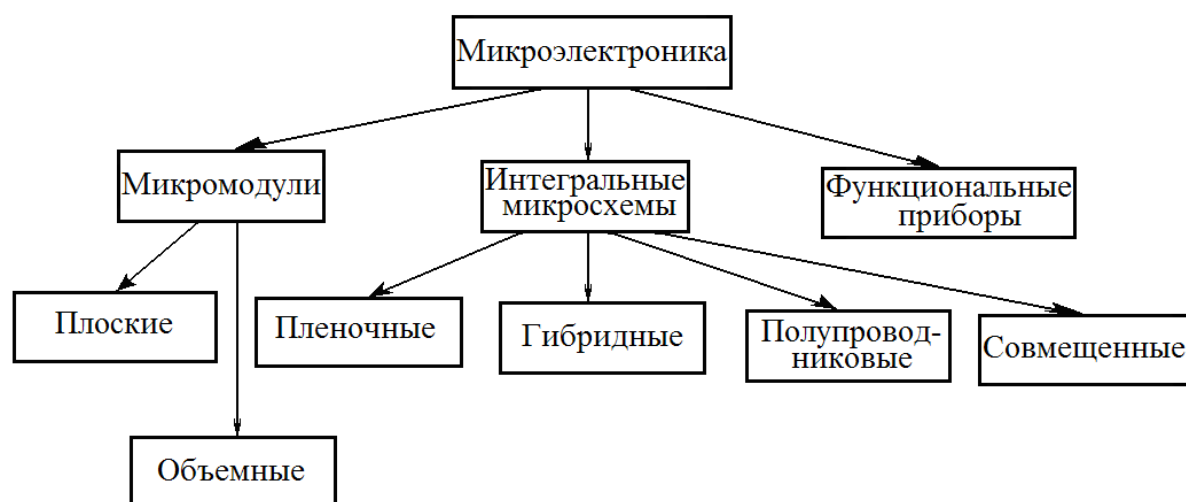 Микроэлектроника
Микромодули
Интегральные
микросхемы
Функциональные
приборы
Плоские
Пленочные
Гибридные
Полупровод-
никовые
Совмещенные
Объемные